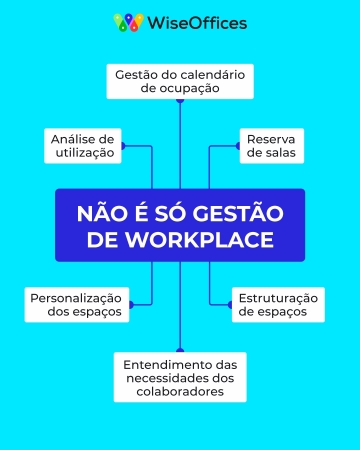 WiseOffices
Gestão do calendário
de ocupação
Análise de
utilização
Reserva
de salas
NÃO É SÓ GESTÃO
DE WORKPLACE
Personalização
dos espaços
Estruturação
de espaços
Entendimento das
necessidades dos
colaboradores